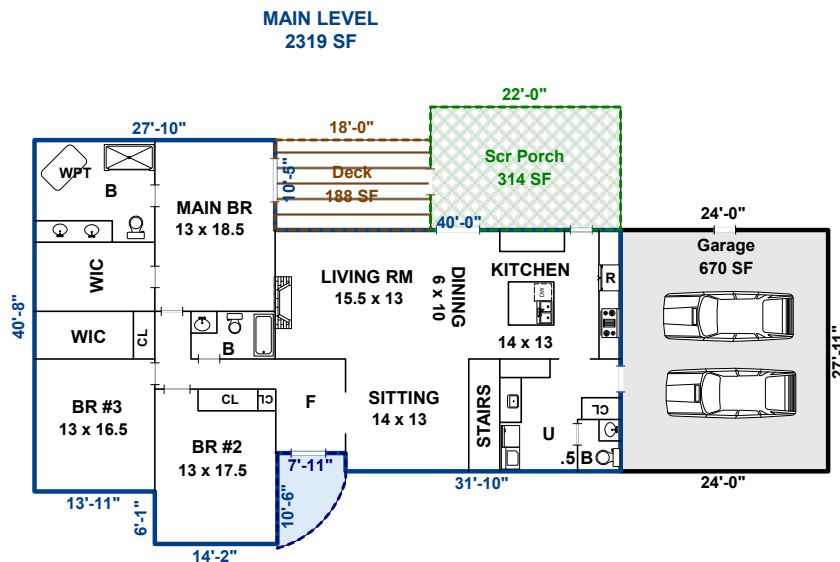 MAIN LEVEL
2319 SF
22'-0"
27'-10"
18'-0"
WPT
B
MAIN BR
13 x 18.5
10'-5"
Deck
188 SF
Scr Porch
314 SF
40'-0"
24'-0"
Garage
670 SF
WIC
LIVING RM
15.5 x 13
DINING
6 x 10
KITCHEN
14 x 13
DW
R
40'-8"
WIC
CL
B
27'-11"
BR #3
13 x 16.5
CL
CL
BR #2
13 x 17.5
F
SITTING
14 x 13
STAIRS
U
CL
.5
B
7'-11"
10'-6"
31'-10"
24'-0"
13'-11"
6'-1"
14'-2"